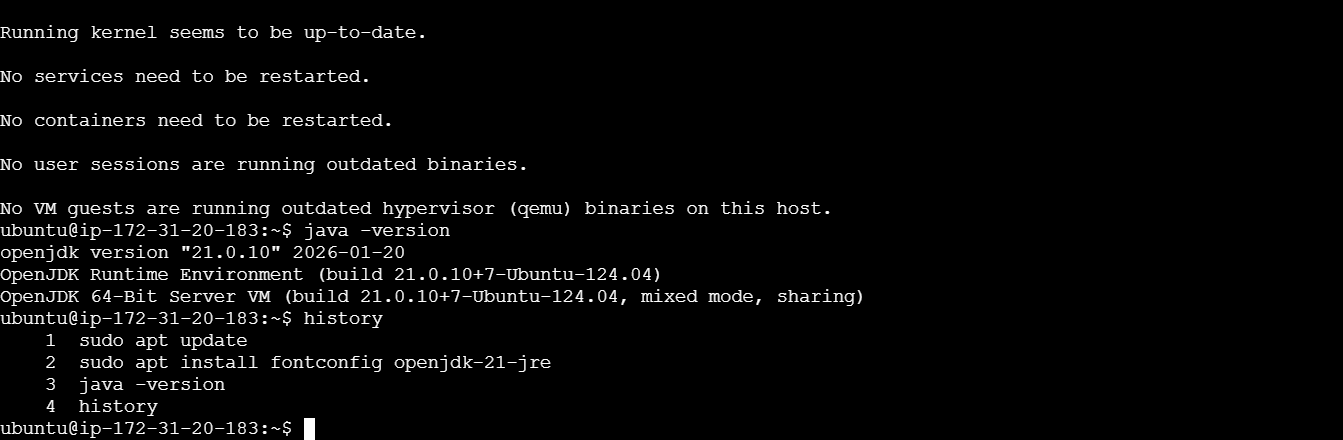 Running kernel seems to be up-to-date.
No services need to be restarted.
No containers need to be restarted.
No user sessions are running outdated binaries.
No VM guests are running outdated hypervisor (qemu) binaries on this host.
ubuntu@ip-172-31-20-183:~$ java -version
openjdk version "21.0.10" 2026-01-20
OpenJDK Runtime Environment (build 21.0.10+7-Ubuntu-124.04)
OpenJDK 64-Bit Server VM (build 21.0.10+7-Ubuntu-124.04, mixed mode, sharing)
ubuntu@ip-172-31-20-183:~$ history
    1  sudo apt update
    2  sudo apt install fontconfig openjdk-21-jre
    3  java -version
    4  history
ubuntu@ip-172-31-20-183:~$